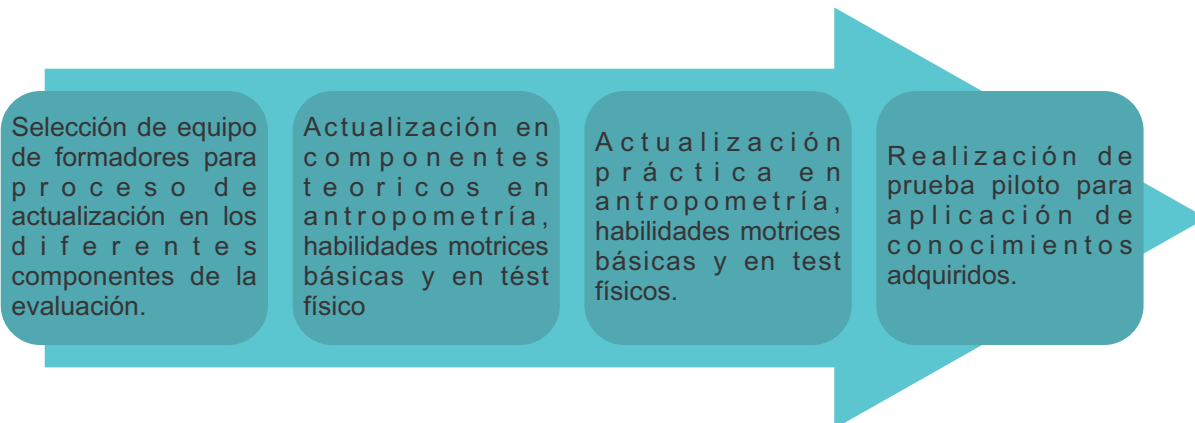 Selección de equipo
de formadores para
proceso de
actualización en los
diferentes
componentes de la
evaluación.
Actualización en
componentes
teoricos en
antropometría,
habilidades motrices
básicas y en tést
físico
Actualización
práctica en
antropometría,
habilidades motrices
básicas y en test
físicos.
Realización de
prueba piloto para
aplicación de
conocimientos
adquiridos.